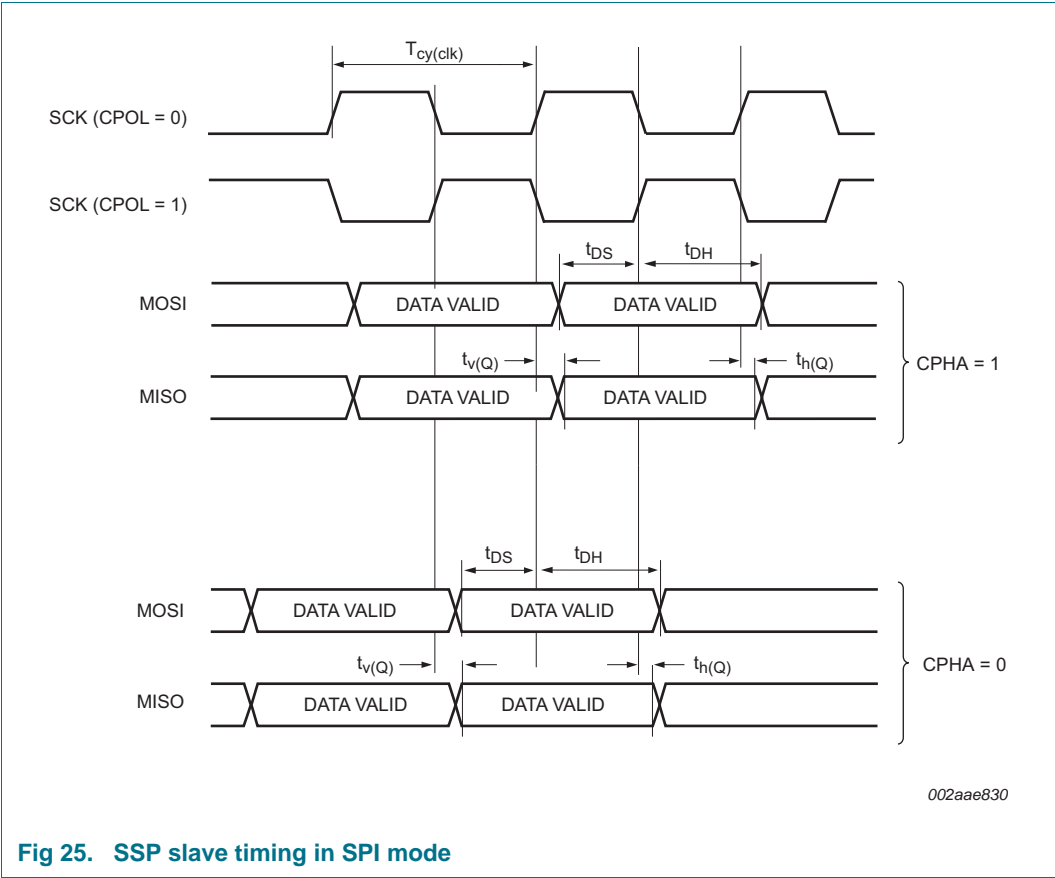 Tcy(clk)
SCK (CPOL = 0)
SCK (CPOL = 1)
tDS tDH
MOSI DATA VALID DATA VALID
tv(Q) th(Q)
CPHA = 1
MISO DATA VALID DATA VALID
tDS tDH
MOSI DATA VALID DATA VALID
tv(Q) th(Q)
CPHA = 0
MISO DATA VALID DATA VALID
002aae830
Fig 25. SSP slave timing in SPI mode